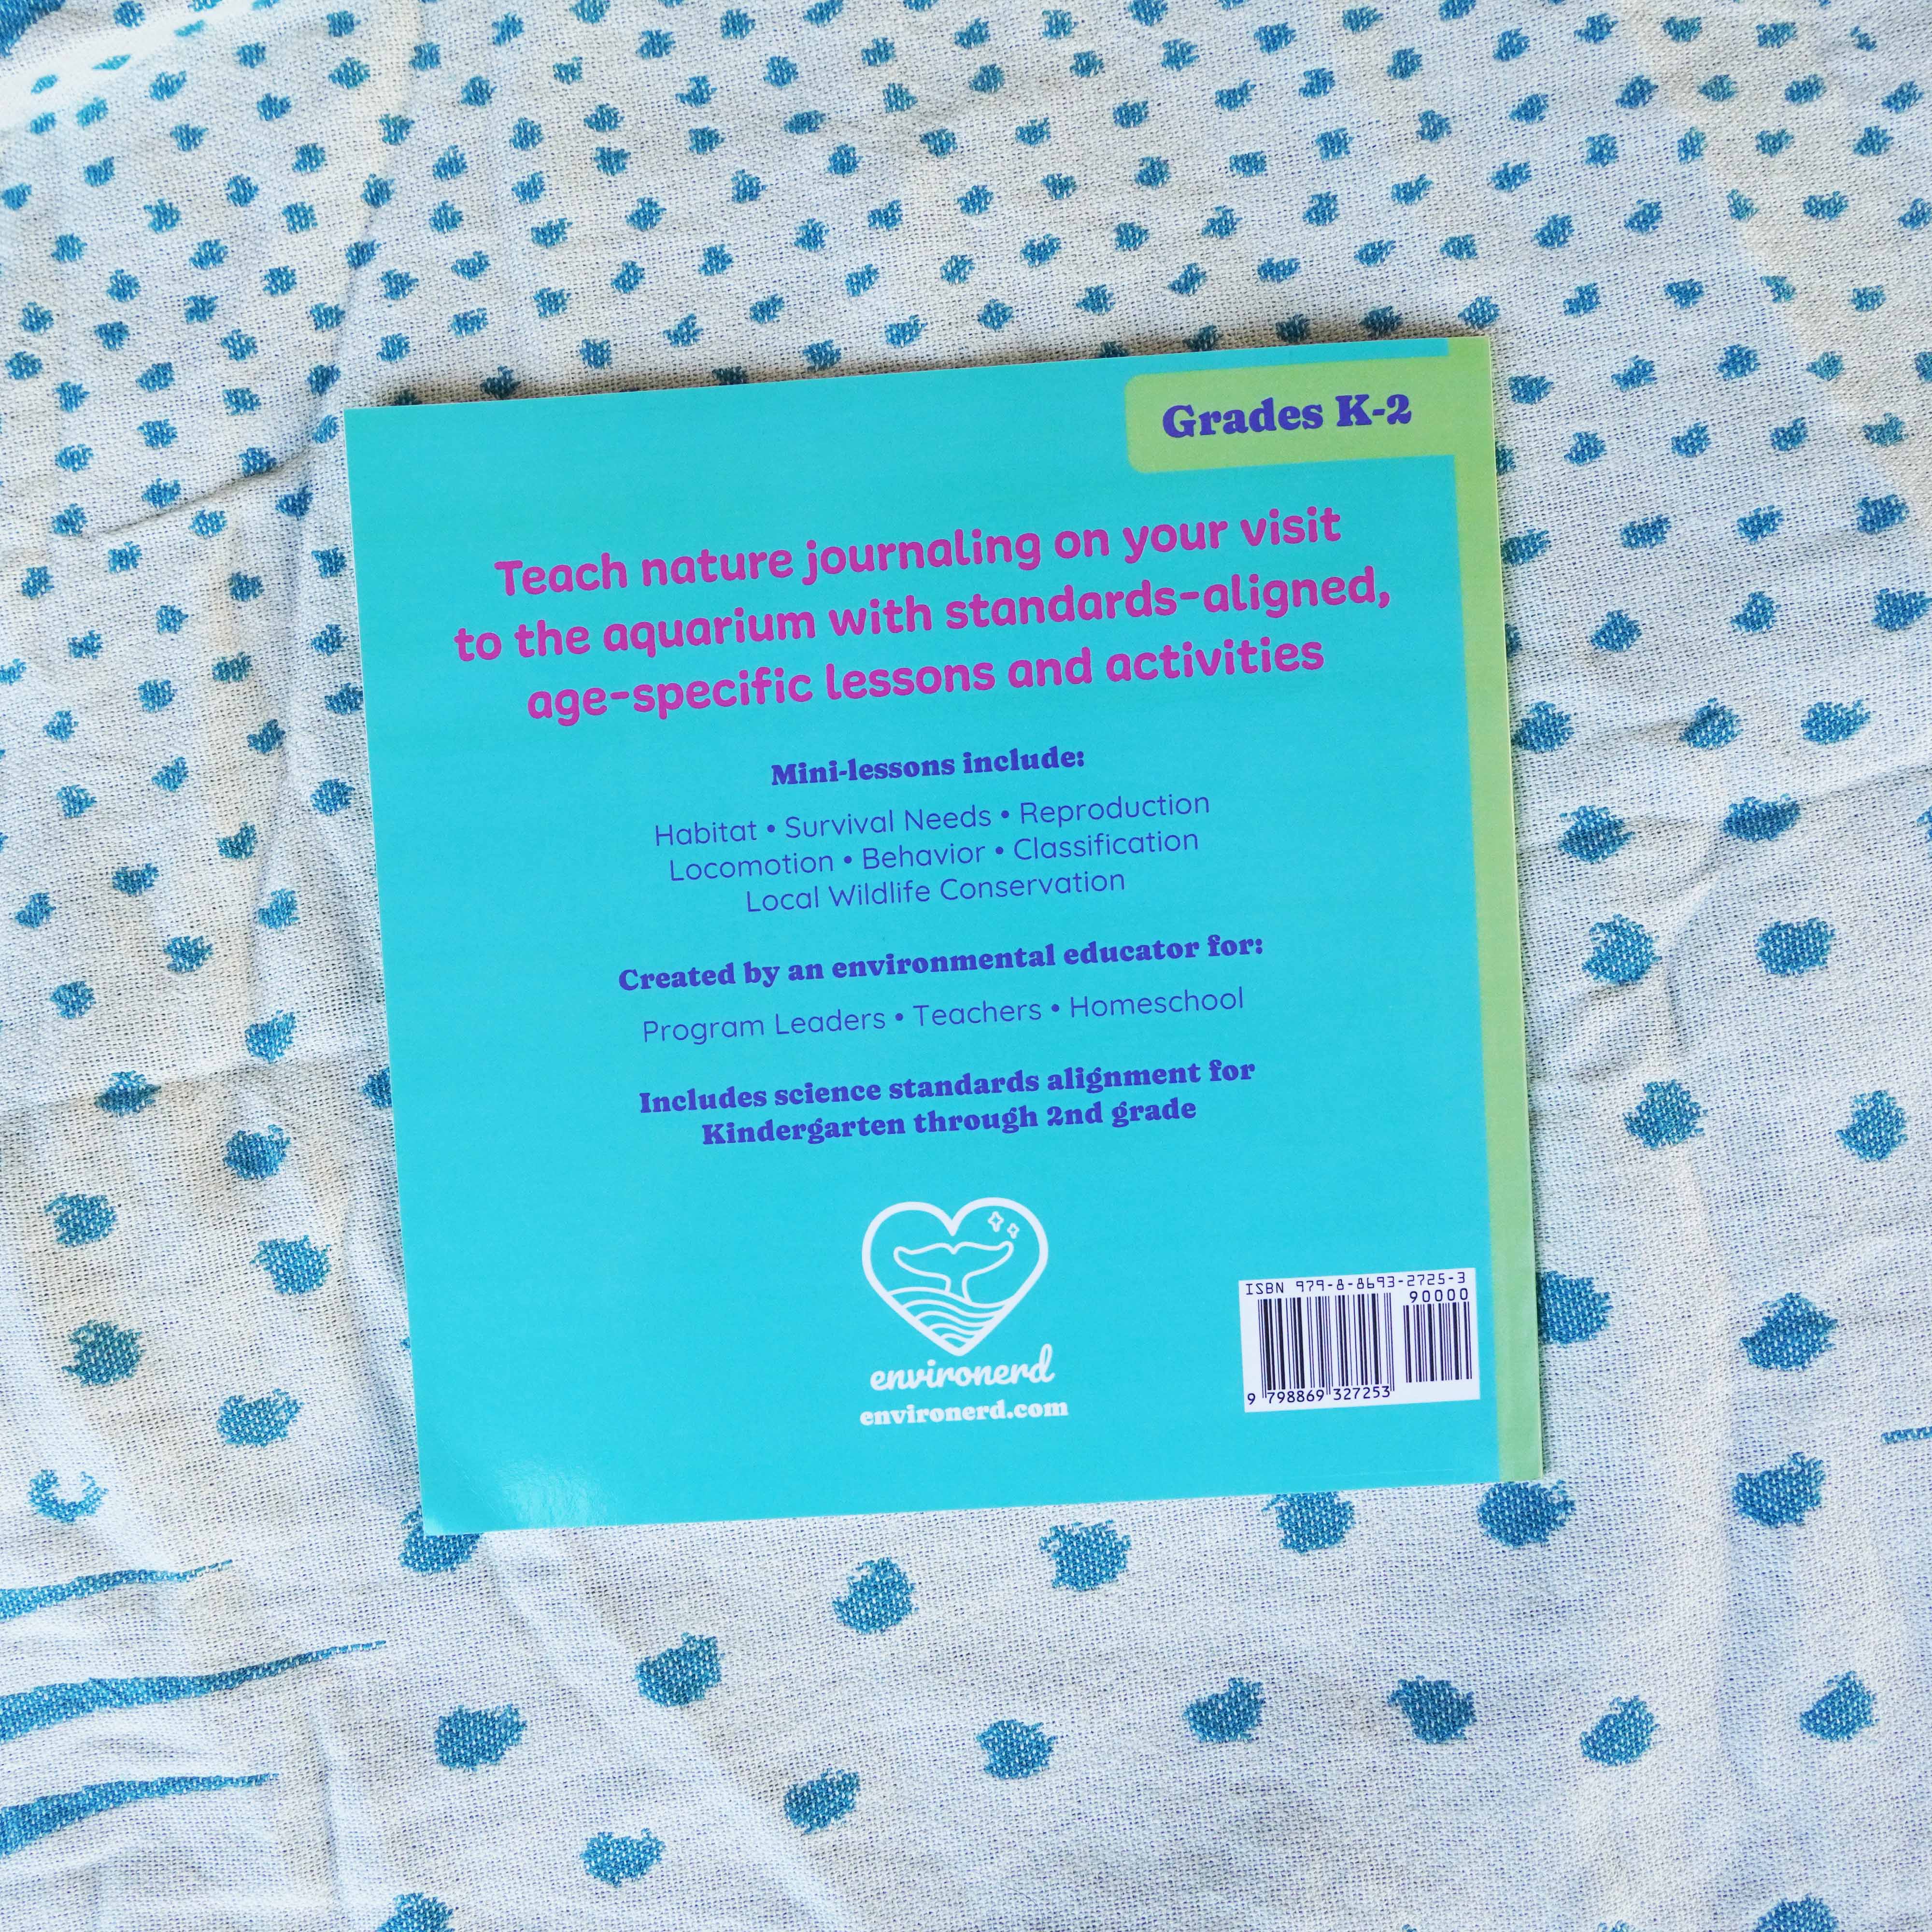 Grades K-2
Teach nature journaling on your visit
to the aquarium with standards-aligned,
age-specific lessons and activities
Mini-lessons include:
Habitat • Survival Needs • Reproduction
Locomotion • Behavior • Classification
Local Wildlife Conservation
Created by an environmental educator for:
Program Leaders • Teachers • Homeschool
Includes science standards alignment for
Kindergarten through 2nd grade
environerd
environerd.com
ISBN 979-8-8693-2725-3
90000
9 798869 327253